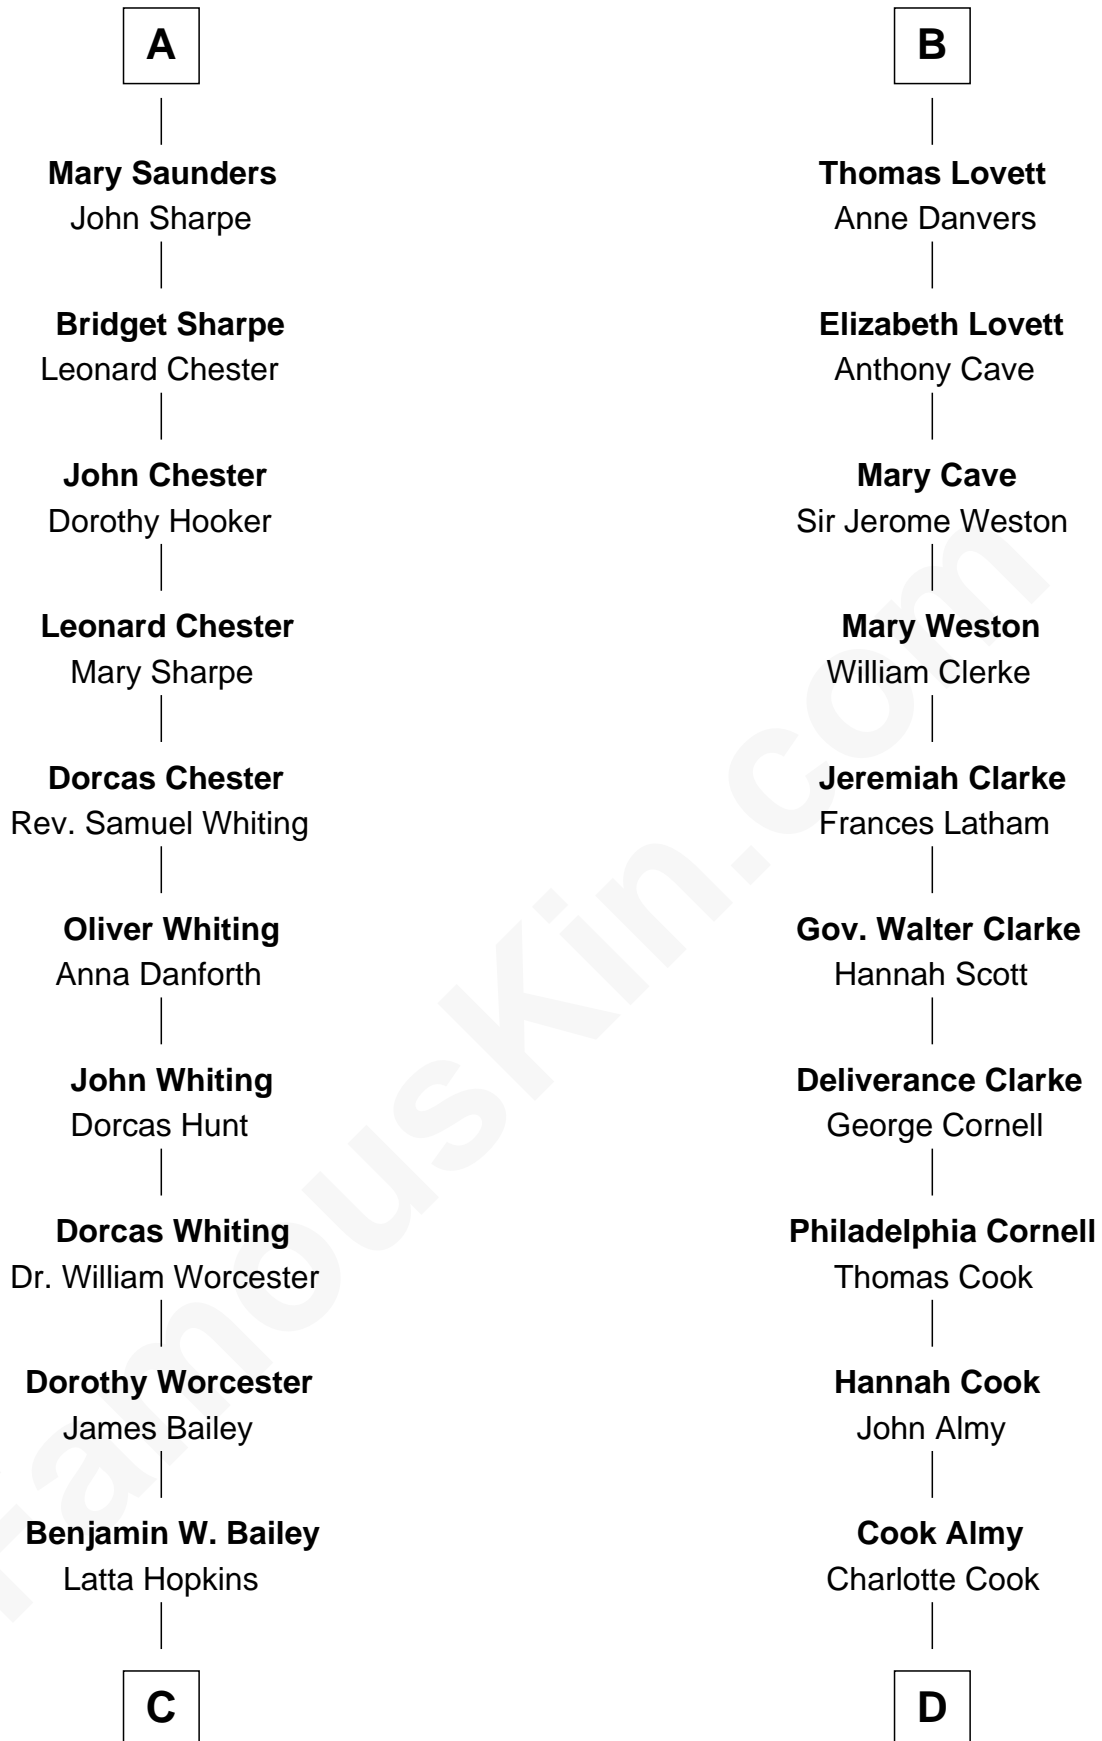 A
Mary Saunders
John Sharpe
Bridget Sharpe
Leonard Chester
John Chester
Dorothy Hooker
Leonard Chester
Mary Sharpe
Dorcas Chester
Rev. Samuel Whiting
Oliver Whiting
Anna Danforth
John Whiting
Dorcas Hunt
Dorcas Whiting
Dr. William Worcester
Dorothy Worcester
James Bailey
Benjamin W. Bailey
Latta Hopkins
C
B
Thomas Lovett
Anne Danvers
Elizabeth Lovett
Anthony Cave
Mary Cave
Sir Jerome Weston
Mary Weston
William Clerke
Jeremiah Clarke
Frances Latham
Gov. Walter Clarke
Hannah Scott
Deliverance Clarke
George Cornell
Philadelphia Cornell
Thomas Cook
Hannah Cook
John Almy
Cook Almy
Charlotte Cook
D
FamousKin.com